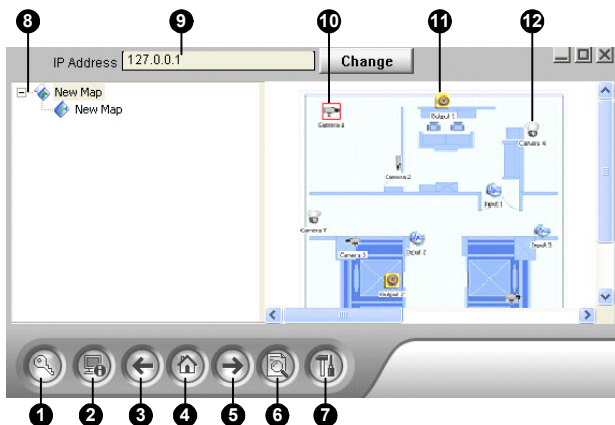 8
9
10
11
12
IP Address 127.0.0.1 Change
New Map
New Map
Camera 1
Output 1
Camera 4
Camera 2
Input 1
Camera 3
Input 2
Input 3
Output 2
1
2
3
4
5
6
7